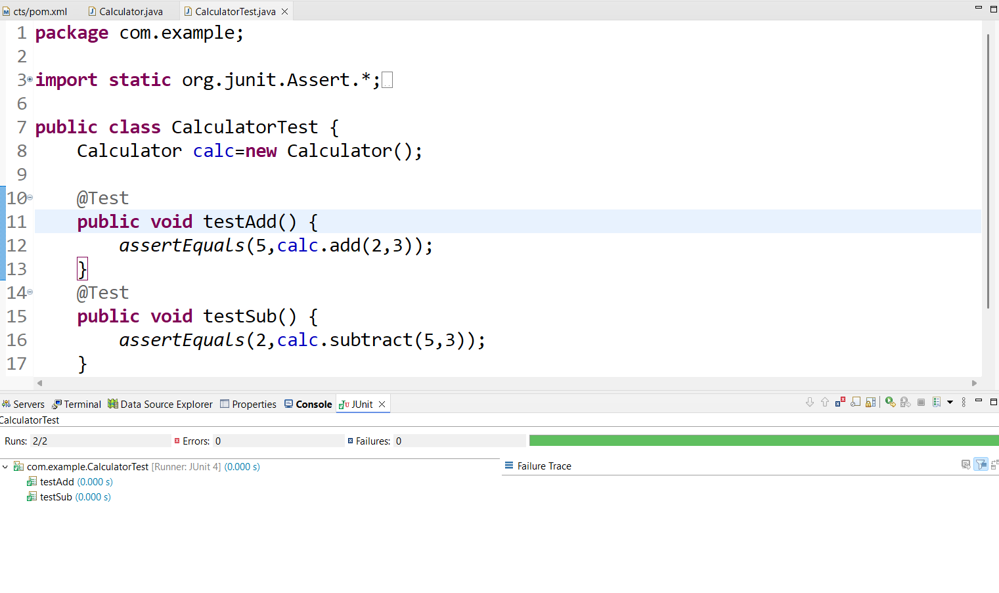 cts/pom.xml Calculator.java CalculatorTest.java
1 package com.example;
2
3 import static org.junit.Assert.*;
6
7 public class CalculatorTest {
8 Calculator calc=new Calculator();
9
10 @Test
11 public void testAdd() {
12 assertEquals(5,calc.add(2,3));
13 }
14 @Test
15 public void testSub() {
16 assertEquals(2,calc.subtract(5,3));
17 }
Servers Terminal Data Source Explorer Properties Console JUnit
CalculatorTest
Runs: 2/2 Errors: 0 Failures: 0
com.example.CalculatorTest [Runner: JUnit 4] (0.000 s) Failure Trace
testAdd (0.000 s)
testSub (0.000 s)